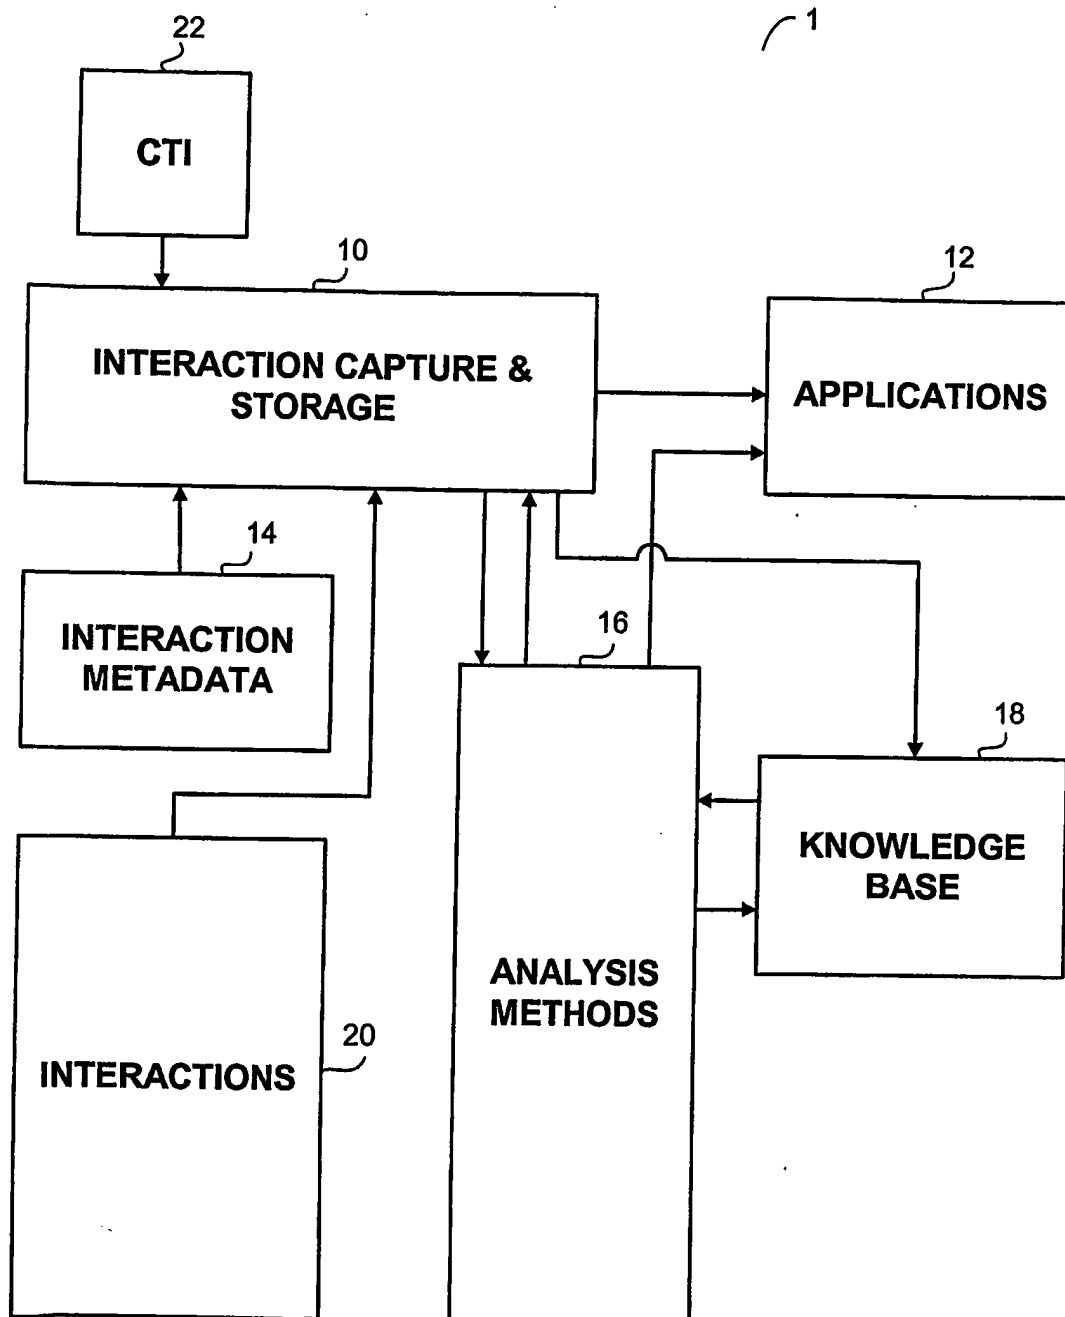 1
22
CTI
10
INTERACTION CAPTURE &
STORAGE
12
APPLICATIONS
14
INTERACTION
METADATA
16
ANALYSIS
METHODS
18
KNOWLEDGE
BASE
20
INTERACTIONS